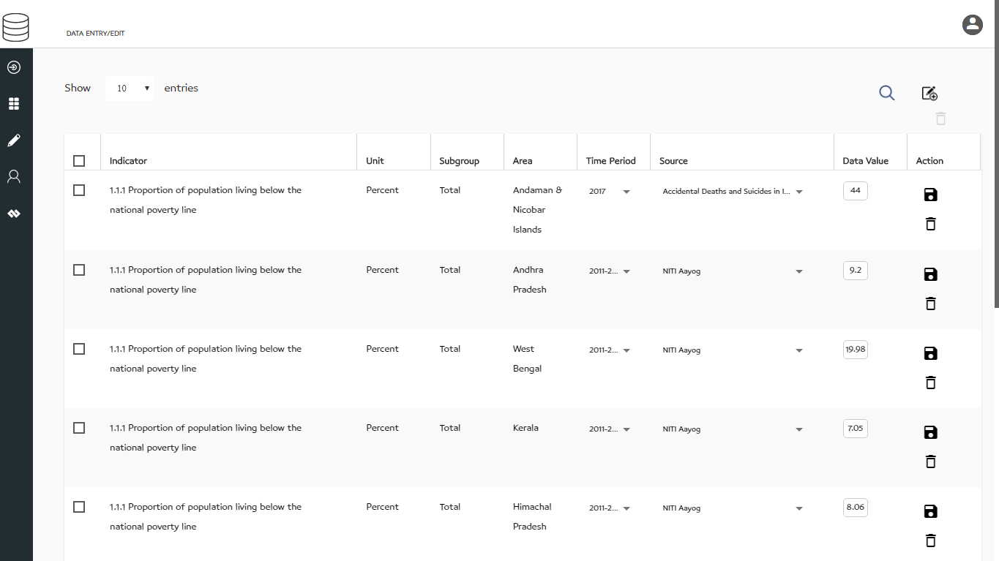 DATA ENTRY/EDIT
Show 10 entries
Indicator Unit Subgroup Area Time Period Source Data Value Action
1.1.1 Proportion of population living below the Percent Total Andaman & 2017 Accidental Deaths and Suicides in I... 44
national poverty line Nicobar
Islands
1.1.1 Proportion of population living below the Percent Total Andhra 2011-2... NITI Aayog 9.2
national poverty line Pradesh
1.1.1 Proportion of population living below the Percent Total West 2011-2... NITI Aayog 19.98
national poverty line Bengal
1.1.1 Proportion of population living below the Percent Total Kerala 2011-2... NITI Aayog 7.05
national poverty line
1.1.1 Proportion of population living below the Percent Total Himachal 2011-2... NITI Aayog 8.06
national poverty line Pradesh